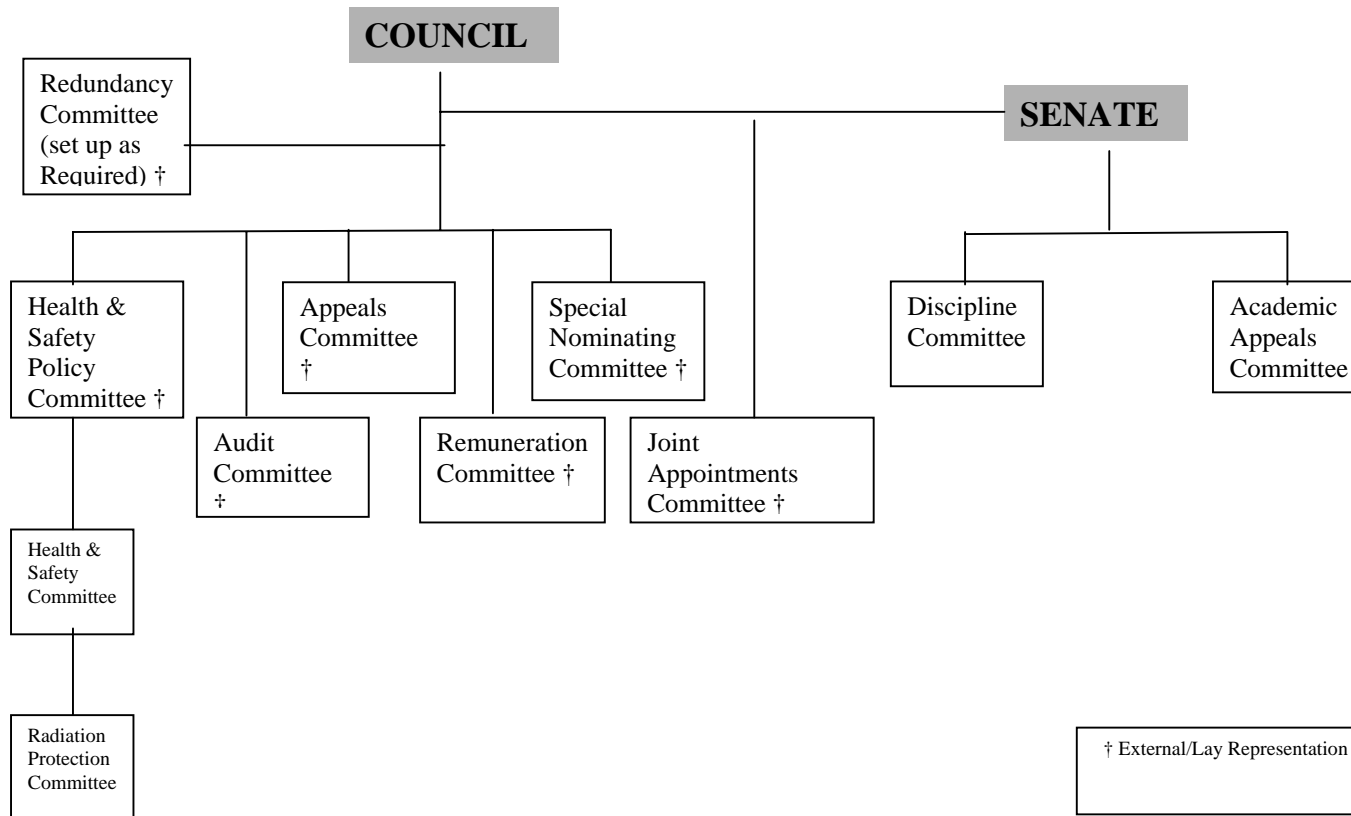 COUNCIL
Redundancy
Committee
(set up as
Required) †
SENATE
Health &
Safety
Policy
Committee †
Appeals
Committee
†
Special
Nominating
Committee †
Discipline
Committee
Academic
Appeals
Committee
Audit
Committee
†
Remuneration
Committee †
Joint
Appointments
Committee †
Health &
Safety
Committee
Radiation
Protection
Committee
† External/Lay Representation